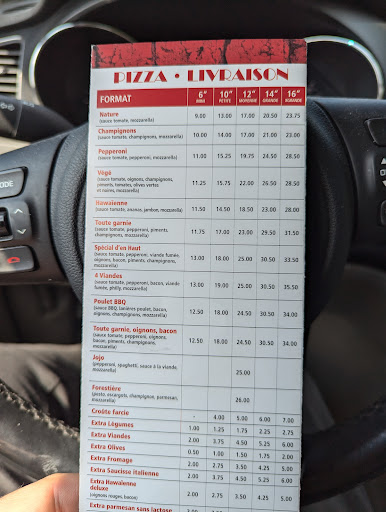 PIZZA • LIVRAISON
FORMAT 6" 10" 12" 14" 16"
MINI PETITE MOYENNE GRANDE XGRANDE
Nature 9.00 13.00 17.00 20.50 23.75
(sauce tomate, mozzarella)
Champignons 10.00 14.00 17.00 21.00 23.00
(sauce tomate, champignons, mozzarella)
Pepperoni 11.00 15.25 19.75 24.50 28.50
(sauce tomate, pepperoni, mozzarella)
Végé 11.25 15.75 22.00 26.50 28.50
(sauce tomate, oignons, champignons,
piments, tomates, olives vertes
et noires, mozzarella)
Hawaienne 11.50 14.50 18.50 23.00 28.00
(sauce tomate, ananas, jambon, mozzarella)
Toute garnie 11.75 17.00 23.00 29.50 31.50
(sauce tomate, pepperoni, piments,
champignons, mozzarella)
Spécial d'en haut 13.00 18.00 25.00 30.50 33.50
(sauce tomate, pepperoni, viande fumée,
oignons, bacon, piments, champignons,
mozzarella)
4 Viandes 13.00 19.00 25.00 30.50 35.50
(sauce tomate, pepperoni, bacon, viande
fumée, philly, mozzarella)
Poulet BBQ 12.50 18.00 24.50 30.50 34.00
(sauce BBQ, lanières poulet, bacon,
oignons, champignons, mozzarella)
Toute garnie, oignons, bacon 12.50 18.00 24.50 30.50 34.00
(sauce tomate, pepperoni, oignons,
bacon, piments, champignons,
mozzarella)
Jojo 25.00
(pepperoni, spaghetti, sauce à la viande,
mozzarella)
Forestière 26.00
(pesto, escargots, champignon, parmesan,
mozzarella)
Croûte farcie - 4.00 5.00 6.00 7.00
Extra Légumes 1.00 1.25 1.75 2.25 2.75
Extra Viandes 2.00 3.75 4.50 5.25 6.00
Extra Olives 0.50 1.00 1.50 1.75 2.00
Extra Fromage 2.00 2.75 3.50 4.25 5.00
Extra Saucisse italienne 2.00 3.75 4.50 5.25 6.00
Extra Hawaienne
deluxe 2.00 2.75 3.50 4.25 5.00
(oignons rouges, bacon)
Extra parmesan sans lactose
MODE